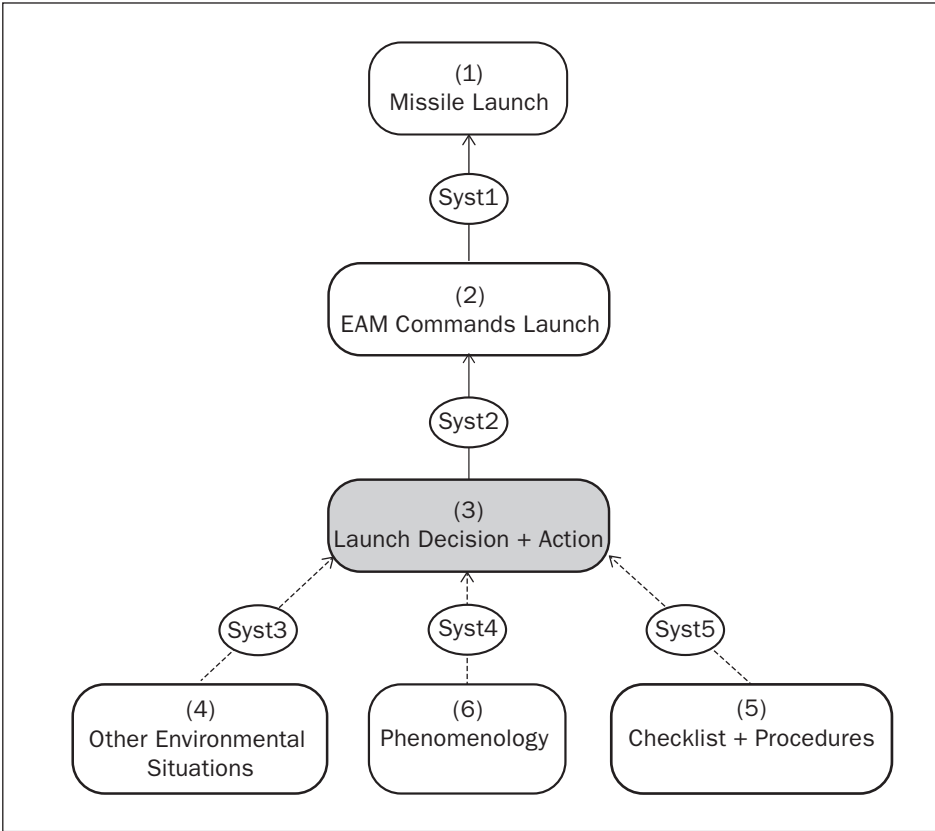 (1)
Missile Launch
Syst1
(2)
EAM Commands Launch
Syst2
(3)
Launch Decision + Action
Syst3
Syst4
Syst5
(4)
Other Environmental
Situations
(6)
Phenomenology
(5)
Checklist + Procedures